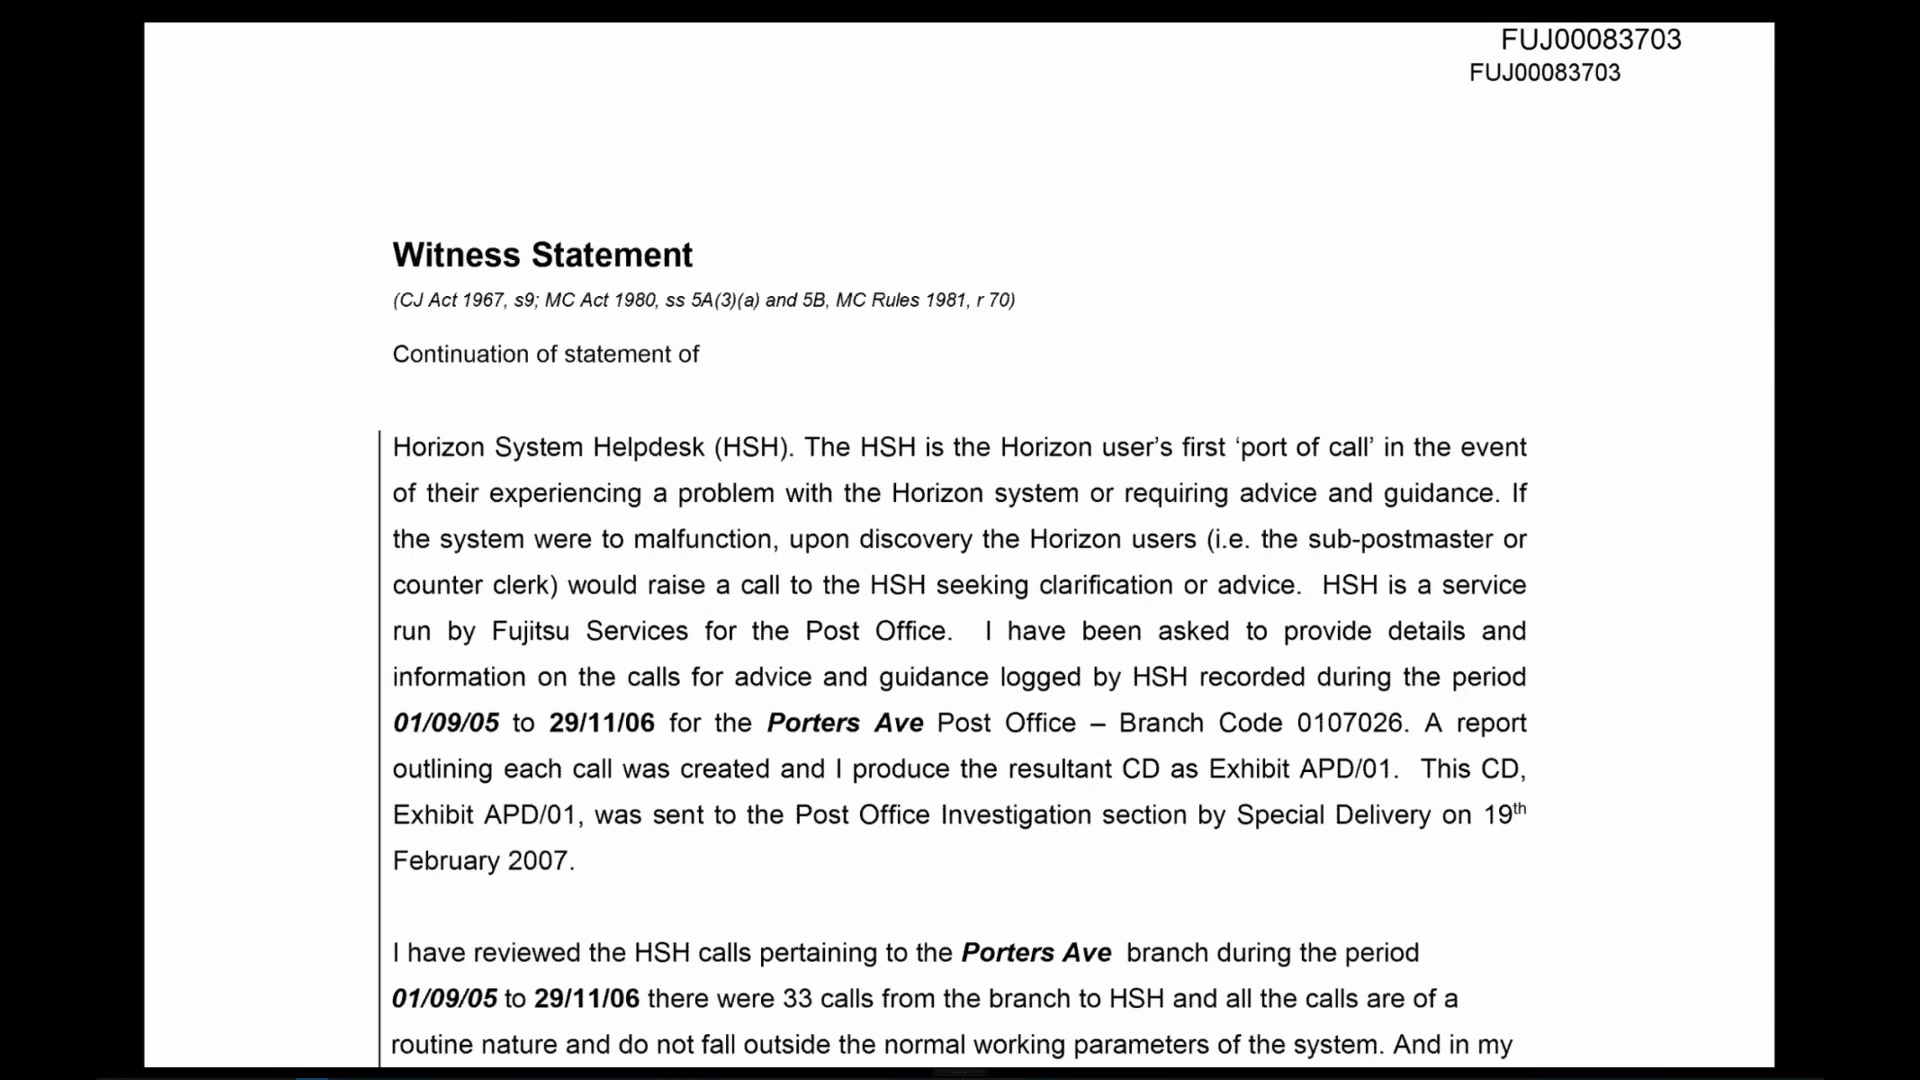 FUJ00083703
FUJ00083703
Witness Statement
(CJ Act 1967, s9; MC Act 1980, ss 5A(3)(a) and 5B, MC Rules 1981, r 70)
Continuation of statement of
Horizon System Helpdesk (HSH). The HSH is the Horizon user’s first ‘port of call’ in the event
of their experiencing a problem with the Horizon system or requiring advice and guidance. If
the system were to malfunction, upon discovery the Horizon users (i.e. the sub-postmaster or
counter clerk) would raise a call to the HSH seeking clarification or advice.  HSH is a service
run by Fujitsu Services for the Post Office.  I have been asked to provide details and
information on the calls for advice and guidance logged by HSH recorded during the period
01/09/05 to 29/11/06 for the Porters Ave Post Office – Branch Code 0107026. A report
outlining each call was created and I produce the resultant CD as Exhibit APD/01.  This CD,
Exhibit APD/01, was sent to the Post Office Investigation section by Special Delivery on 19th
February 2007.
I have reviewed the HSH calls pertaining to the Porters Ave  branch during the period
01/09/05 to 29/11/06 there were 33 calls from the branch to HSH and all the calls are of a
routine nature and do not fall outside the normal working parameters of the system. And in my